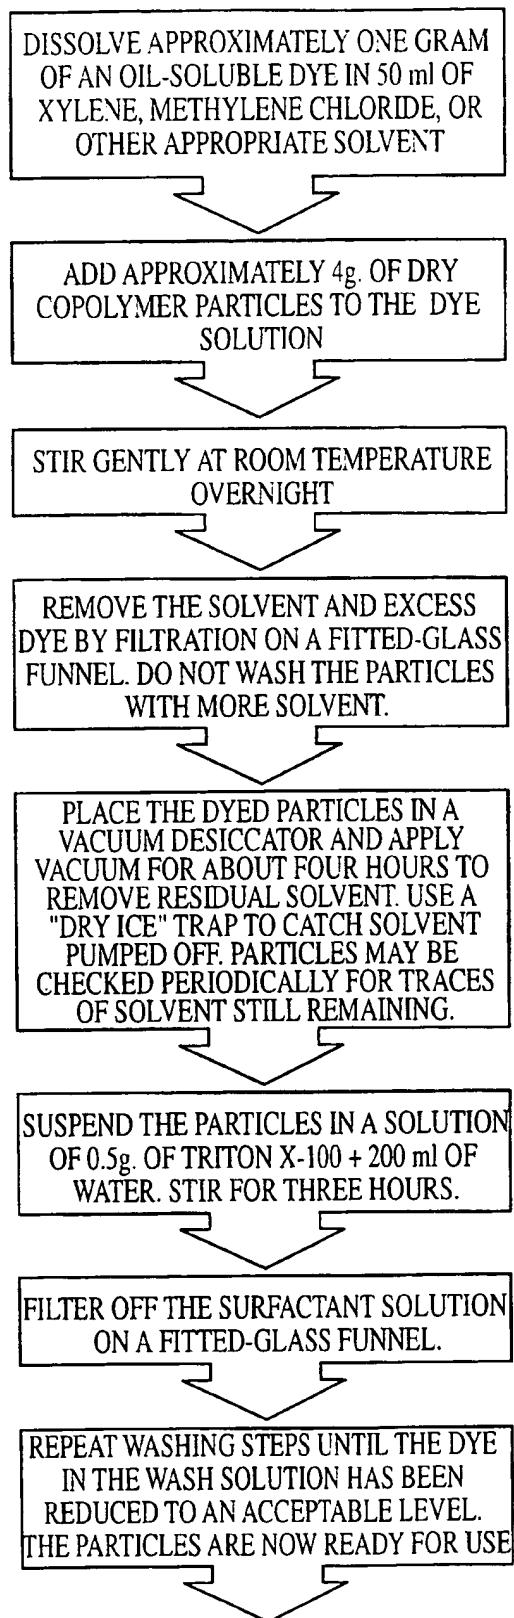 DISSOLVE APPROXIMATELY ONE GRAM
OF AN OIL-SOLUBLE DYE IN 50 ml OF
XYLENE, METHYLENE CHLORIDE, OR
OTHER APPROPRIATE SOLVENT
ADD APPROXIMATELY 4g. OF DRY
COPOLYMER PARTICLES TO THE DYE
SOLUTION
STIR GENTLY AT ROOM TEMPERATURE
OVERNIGHT
REMOVE THE SOLVENT AND EXCESS
DYE BY FILTRATION ON A FITTED-GLASS
FUNNEL. DO NOT WASH THE PARTICLES
WITH MORE SOLVENT.
PLACE THE DYED PARTICLES IN A
VACUUM DESICCATOR AND APPLY
VACUUM FOR ABOUT FOUR HOURS TO
REMOVE RESIDUAL SOLVENT. USE A
"DRY ICE" TRAP TO CATCH SOLVENT
PUMPED OFF. PARTICLES MAY BE
CHECKED PERIODICALLY FOR TRACES
OF SOLVENT STILL REMAINING.
SUSPEND THE PARTICLES IN A SOLUTION
OF 0.5g. OF TRITON X-100 + 200 ml OF
WATER. STIR FOR THREE HOURS.
FILTER OFF THE SURFACTANT SOLUTION
ON A FITTED-GLASS FUNNEL.
REPEAT WASHING STEPS UNTIL THE DYE
IN THE WASH SOLUTION HAS BEEN
REDUCED TO AN ACCEPTABLE LEVEL.
THE PARTICLES ARE NOW READY FOR USE